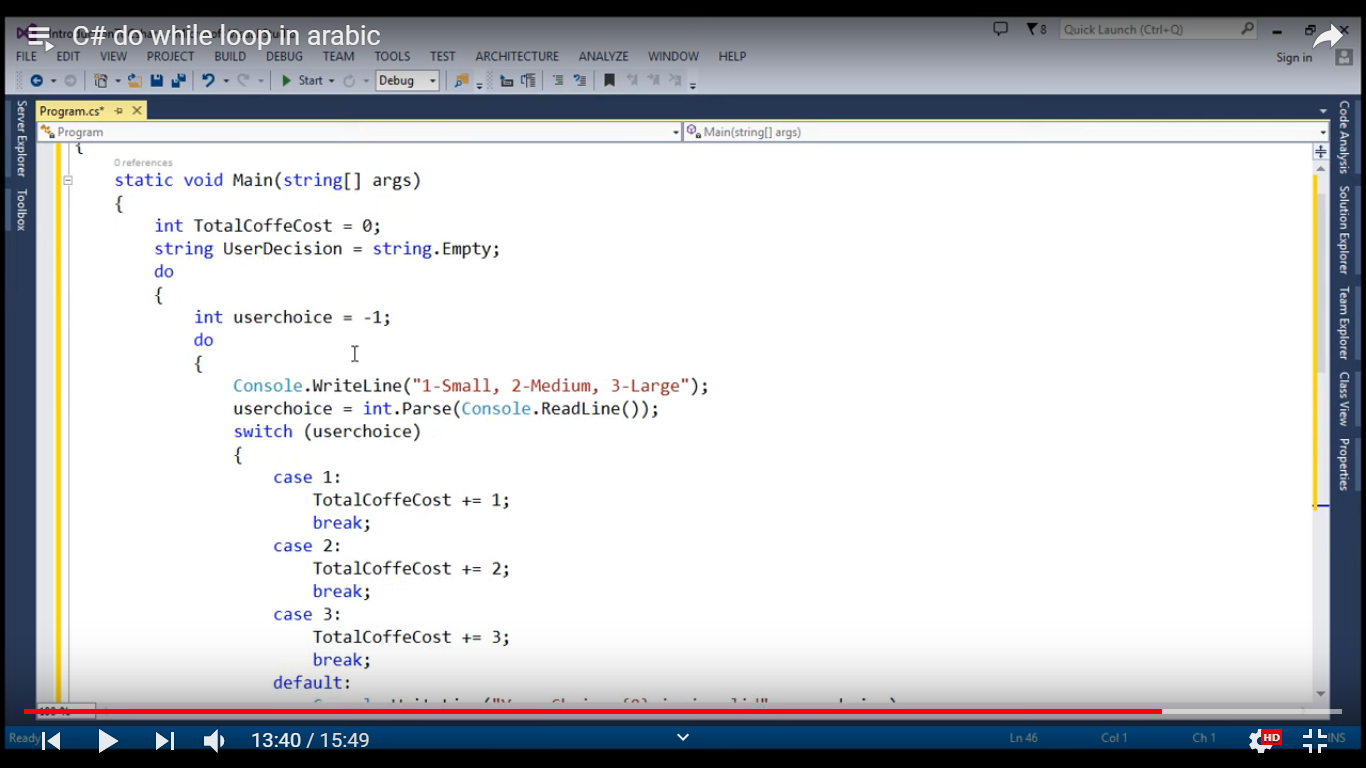 C# do while loop in arabic
8
Quick Launch (Ctrl+Q)
FILE EDIT VIEW PROJECT BUILD DEBUG TEAM TOOLS TEST ARCHITECTURE ANALYZE WINDOW HELP
Sign in
Start Debug
Program.cs*
Program
Main(string[] args)
Server Explorer
Toolbox
Code Analysis
Solution Explorer
Team Explorer
Class View
Properties
{
0 references
static void Main(string[] args)
{
int TotalCoffeCost = 0;
string UserDecision = string.Empty;
do
{
int userchoice = -1;
do
{
Console.WriteLine("1-Small, 2-Medium, 3-Large");
userchoice = int.Parse(Console.ReadLine());
switch (userchoice)
{
case 1:
TotalCoffeCost += 1;
break;
case 2:
TotalCoffeCost += 2;
break;
case 3:
TotalCoffeCost += 3;
break;
default:
Ready
13:40 / 15:49
Ln 46
Col 1
Ch 1
HD
INS